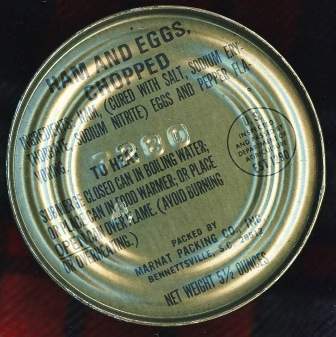 HAM AND EGGS,
CHOPPED
INGREDIENTS: HAM, (CURED WITH SALT, SODIUM ERY-
THORBATE, SODIUM NITRITE) EGGS AND PEPPER FLA-
VORING.
TO HEAT
SUBMERGE CLOSED CAN IN BOILING WATER;
OR PLACE CAN IN FOOD WARMER; OR PLACE
OPEN CAN OVER FLAME. (AVOID BURNING
OR OVERHEATING.)
U.S.
INSPECTED
AND PASSED BY
DEPARTMENT OF
AGRICULTURE
PACKED BY
MARNAT PACKING CO., INC.
BENNETTSVILLE, S.C. 29512
NET WEIGHT 5½ OUNCES